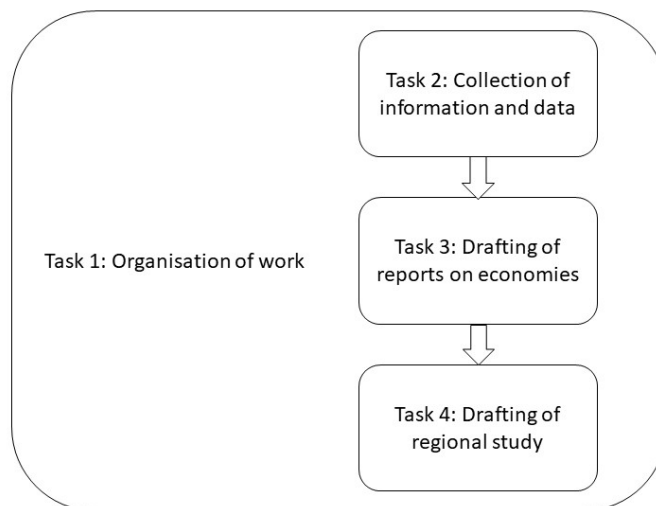 Task 2: Collection of
information and data
Task 1: Organisation of work
Task 3: Drafting of
reports on economies
Task 4: Drafting of
regional study